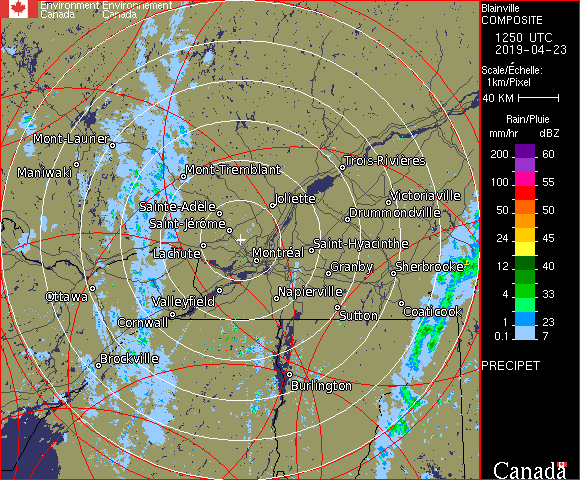 Environment Environnement
Canada Canada
Blainville
COMPOSITE
1250 UTC
2019-04-23
Scale/Échelle:
1km/Pixel
40 KM
Rain/Pluie
mm/hr dBZ
200 60
100 55
50 50
24 45
12 40
4 33
1 23
0.1 7
PRECIPET
Canada
Mont-Laurier
Maniwaki
Mont-Tremblant
Trois-Rivières
Joliette
Victoriaville
Sainte-Adele
Drummondville
Saint-Jérôme
Lachute
Montréal
Saint-Hyacinthe
Granby
Sherbrooke
Ottawa
Valleyfield
Napierville
Cornwall
Sutton
Coaticook
Brockville
Burlington